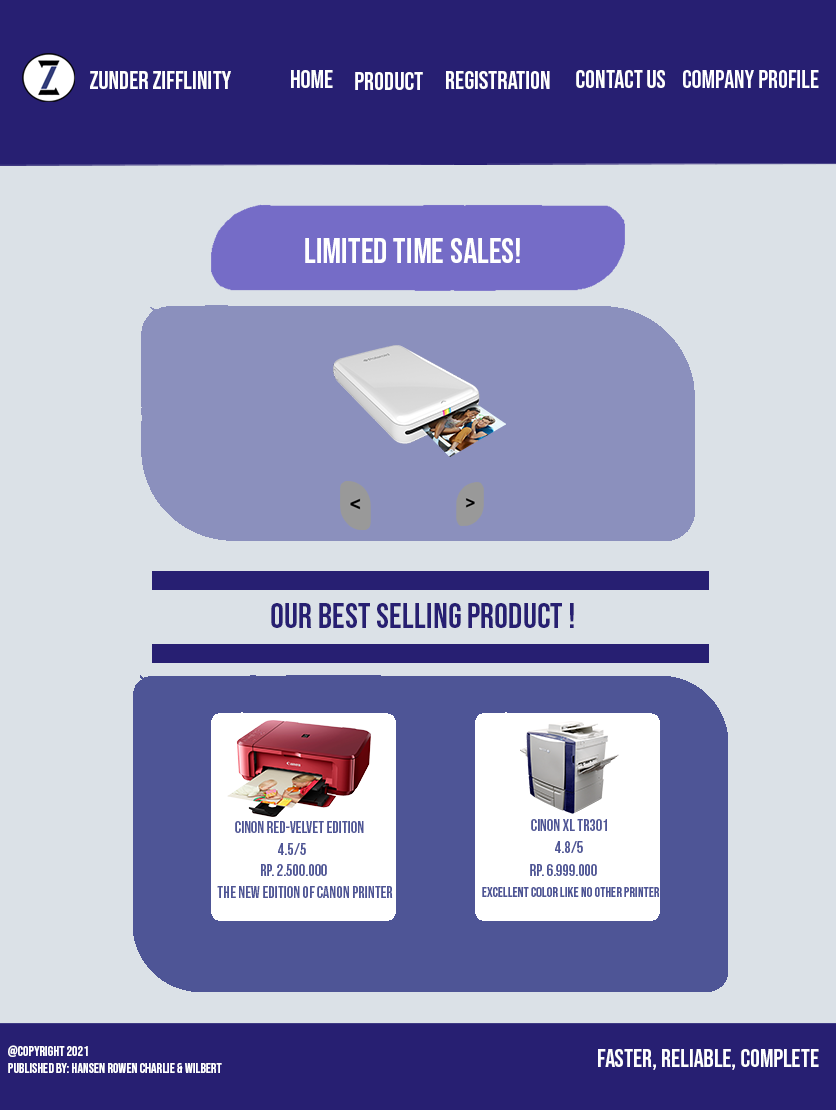 Z ZUNDER ZIFFLINITY HOME PRODUCT REGISTRATION CONTACT US COMPANY PROFILE
LIMITED TIME SALES!
< >
OUR BEST SELLING PRODUCT !
CINON RED-VELVET EDITION
4.5/5
RP. 2.500.000
THE NEW EDITION OF CANON PRINTER
CINON XL TR301
4.8/5
RP. 6.999.000
EXCELLENT COLOR LIKE NO OTHER PRINTER
@COPYRIGHT 2021
PUBLISHED BY: HANSEN ROWEN CHARLIE & WILBERT
FASTER, RELIABLE, COMPLETE